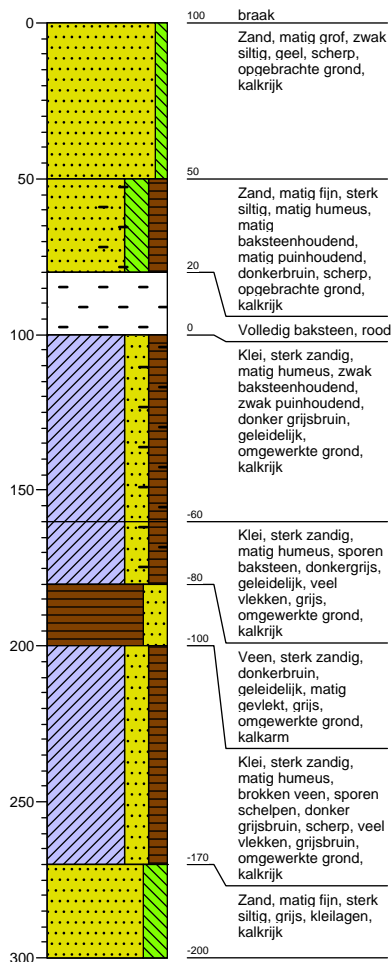 0
50
100
150
200
250
300
100 braak
Zand, matig grof, zwak
siltig, geel, scherp,
opgebrachte grond,
kalkrijk
50
Zand, matig fijn, sterk
siltig, matig humeus,
matig
baksteenhoudend,
matig puinhoudend,
donkerbruin, scherp,
opgebrachte grond,
kalkrijk
20
0 Volledig baksteen, rood
Klei, sterk zandig,
matig humeus, zwak
baksteenhoudend,
zwak puinhoudend,
donker grijsbruin,
geleidelijk,
omgewerkte grond,
kalkrijk
-60
Klei, sterk zandig,
matig humeus, sporen
baksteen, donkergrijs,
geleidelijk, veel
vlekken, grijs,
omgewerkte grond,
kalkrijk
-80
-100
Veen, sterk zandig,
donkerbruin,
geleidelijk, matig
gevlekt, grijs,
omgewerkte grond,
kalkarm
Klei, sterk zandig,
matig humeus,
brokken veen, sporen
schelpen, donker
grijsbruin, scherp, veel
vlekken, grijsbruin,
omgewerkte grond,
kalkrijk
-170
Zand, matig fijn, sterk
siltig, grijs, kleilagen,
kalkrijk
-200